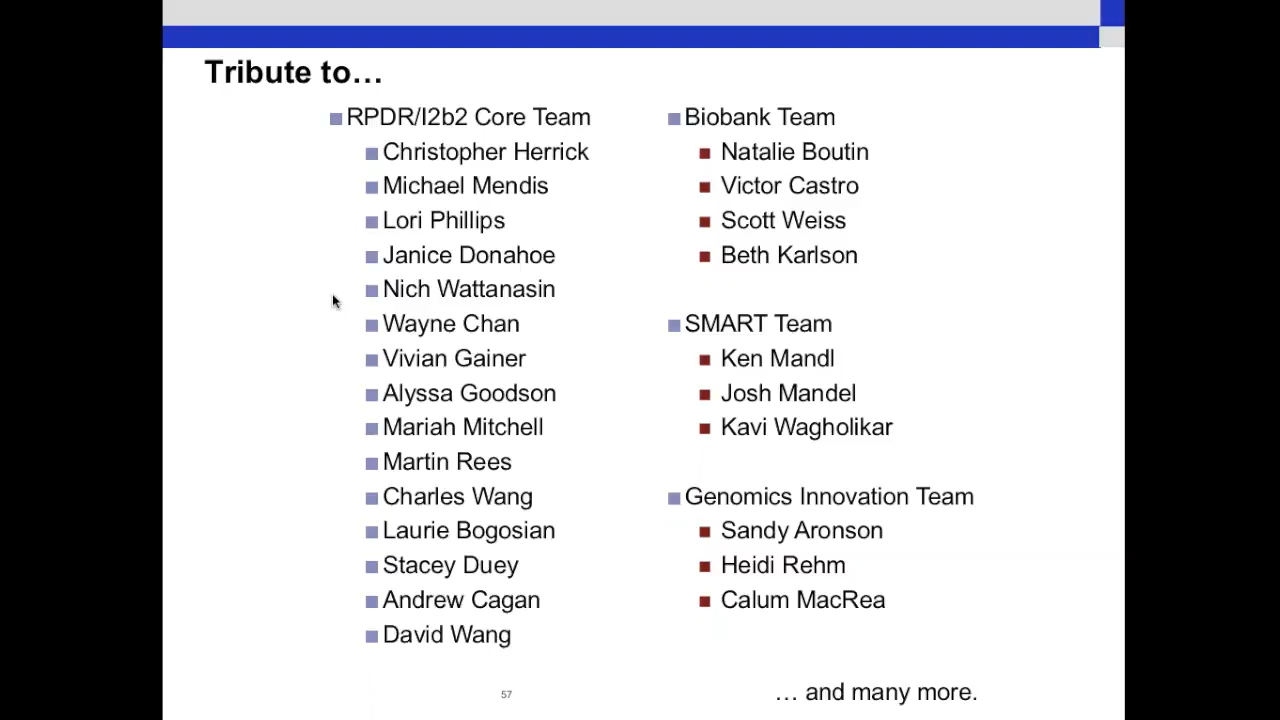 Tribute to…
RPDR/I2b2 Core Team
Christopher Herrick
Michael Mendis
Lori Phillips
Janice Donahoe
Nich Wattanasin
Wayne Chan
Vivian Gainer
Alyssa Goodson
Mariah Mitchell
Martin Rees
Charles Wang
Laurie Bogosian
Stacey Duey
Andrew Cagan
David Wang
Biobank Team
Natalie Boutin
Victor Castro
Scott Weiss
Beth Karlson
SMART Team
Ken Mandl
Josh Mandel
Kavi Wagholikar
Genomics Innovation Team
Sandy Aronson
Heidi Rehm
Calum MacRea
57
… and many more.